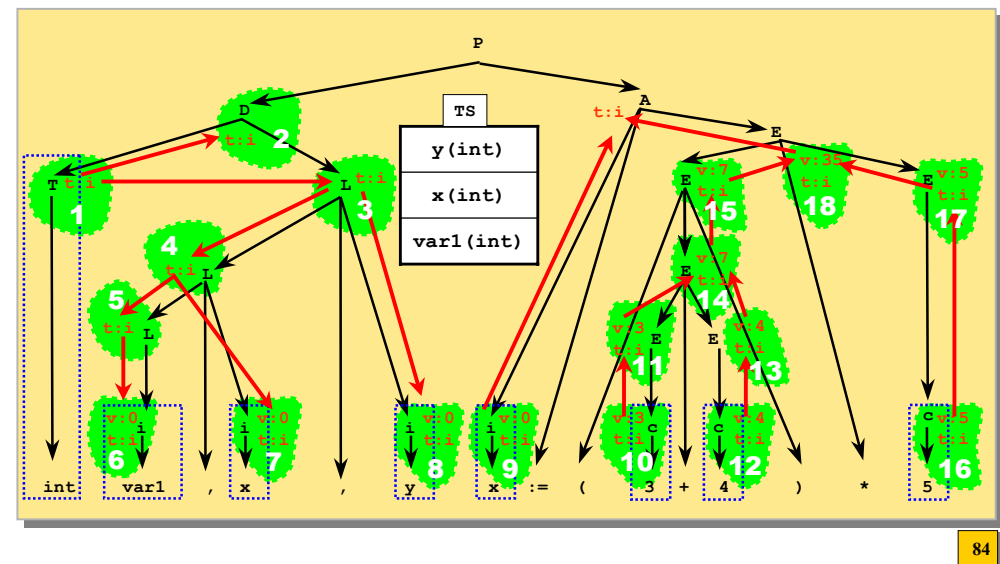 P
D
t:i
2
TS
y(int)
x(int)
var1(int)
t:i
A
E
T
t:i
1
L
t:i
3
E
v:7
t:i
15
v:35
t:i
18
E
v:5
t:i
17
4
t:i
L
E
v:7
t:i
14
5
t:i
L
v:3
t:i
E
11
E
v:4
t:i
13
v:0
i
t:i
6
i
v:0
t:i
7
i
v:0
t:i
8
i
v:0
t:i
9
v:3
t:i
c
10
c
v:4
t:i
12
c
v:5
t:i
16
int var1 , x , y x := ( 3 + 4 ) * 5
84